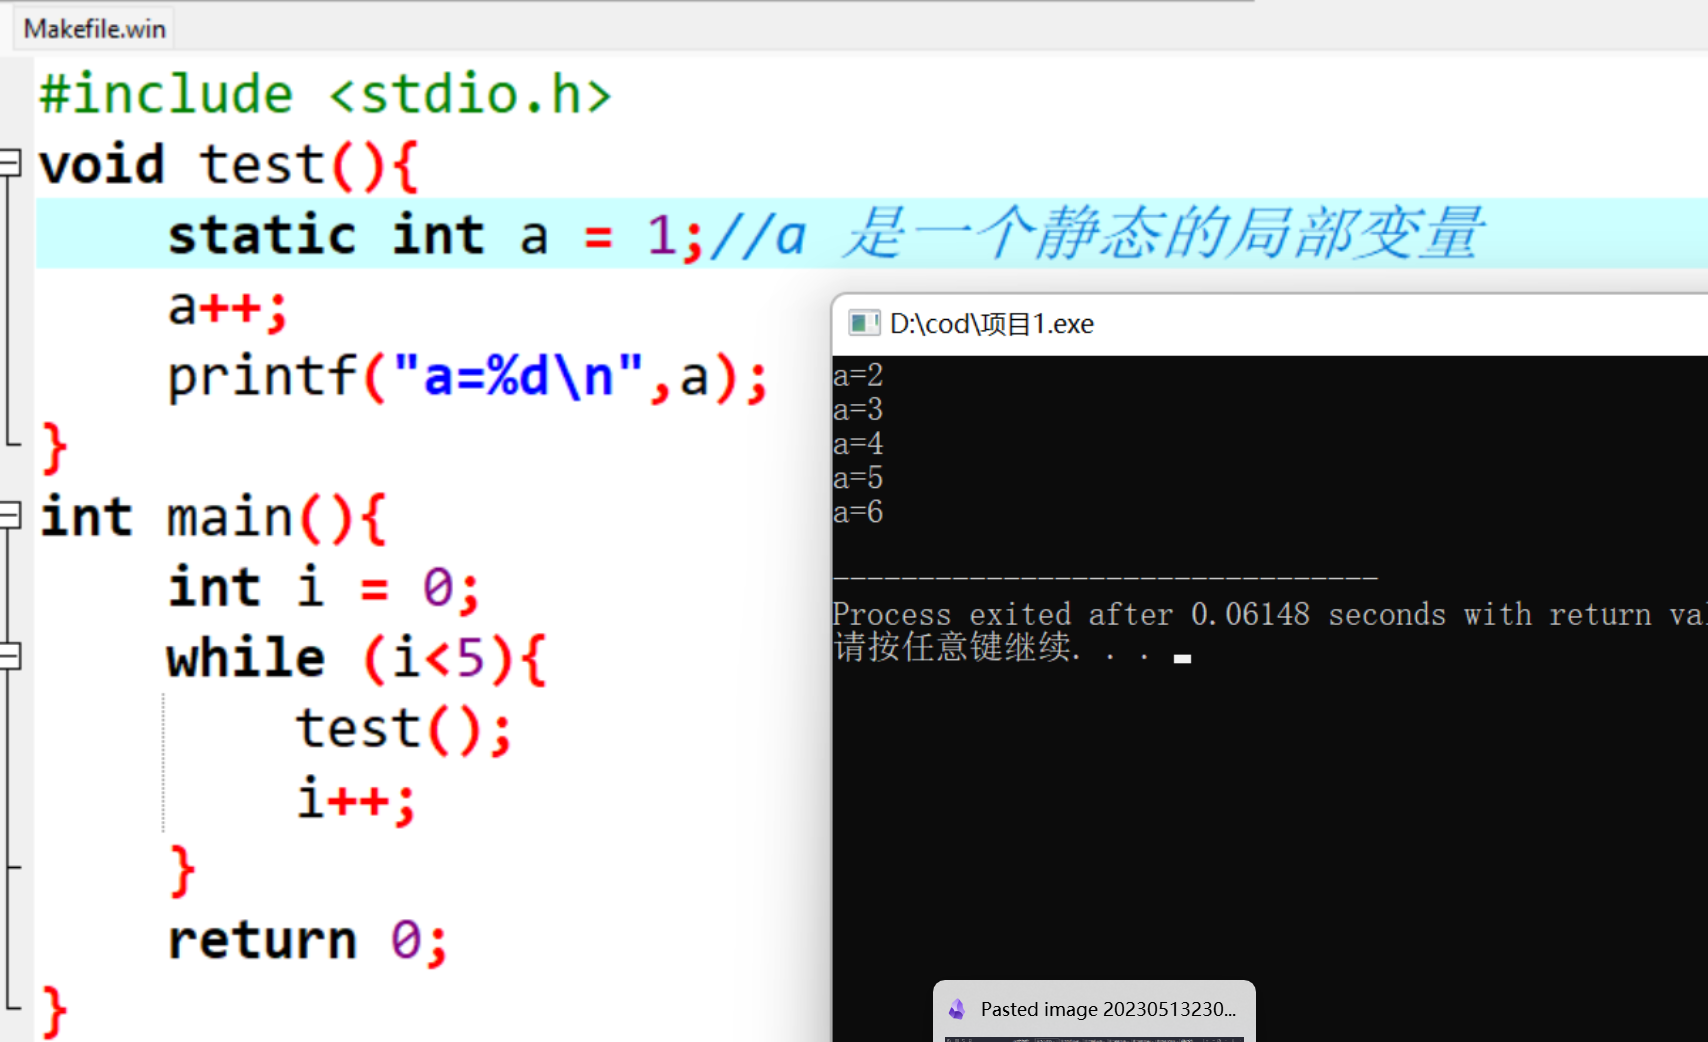 Makefile.win
#include <stdio.h>
void test(){
static int a = 1;//a 是一个静态的局部变量
a++;
printf("a=%d\n",a);
}
int main(){
int i = 0;
while (i<5){
test();
i++;
}
return 0;
}
D:\cod\项目1.exe
a=2
a=3
a=4
a=5
a=6
--------------------------------
Process exited after 0.06148 seconds with return val
请按任意键继续. . .
Pasted image 20230513230...